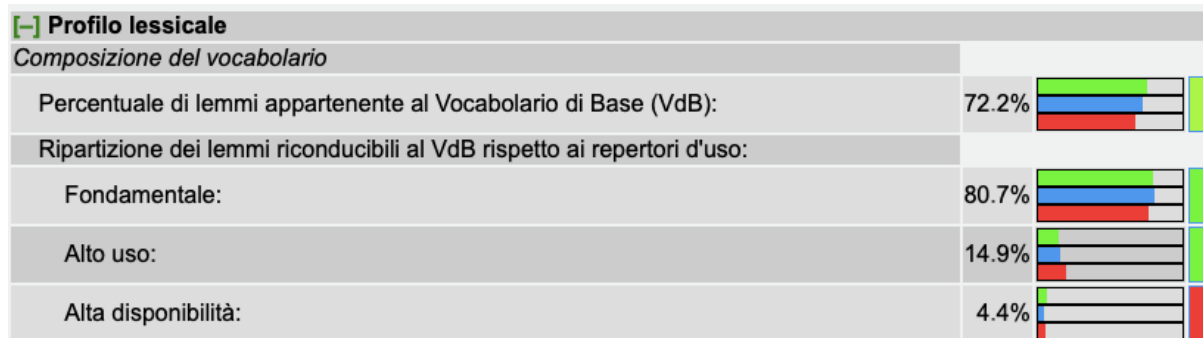 [–] Profilo lessicale
Composizione del vocabolario
Percentuale di lemmi appartenente al Vocabolario di Base (VdB): 72.2%
Ripartizione dei lemmi riconducibili al VdB rispetto ai repertori d'uso:
Fondamentale: 80.7%
Alto uso: 14.9%
Alta disponibilità: 4.4%